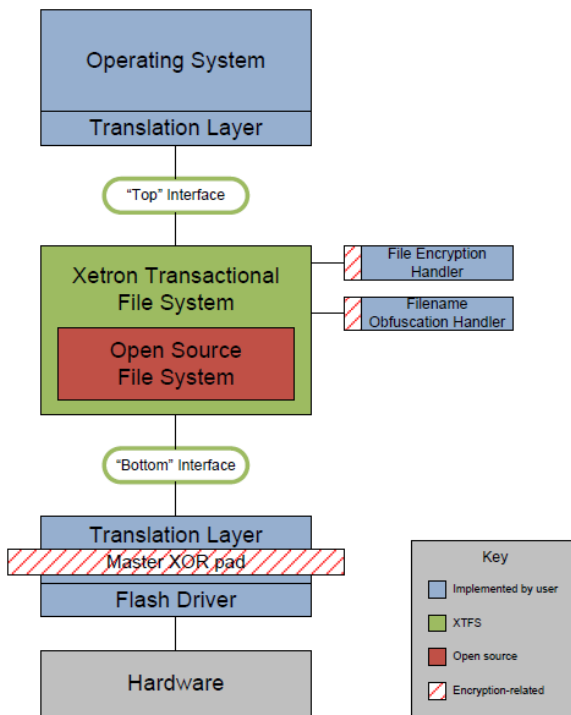 Operating System
Translation Layer
“Top” Interface
Xetron Transactional
File System
File Encryption
Handler
Filename
Obfuscation Handler
Open Source
File System
“Bottom” Interface
Translation Layer
Master XOR pad
Flash Driver
Hardware
Key
Implemented by user
XTFS
Open source
Encryption-related